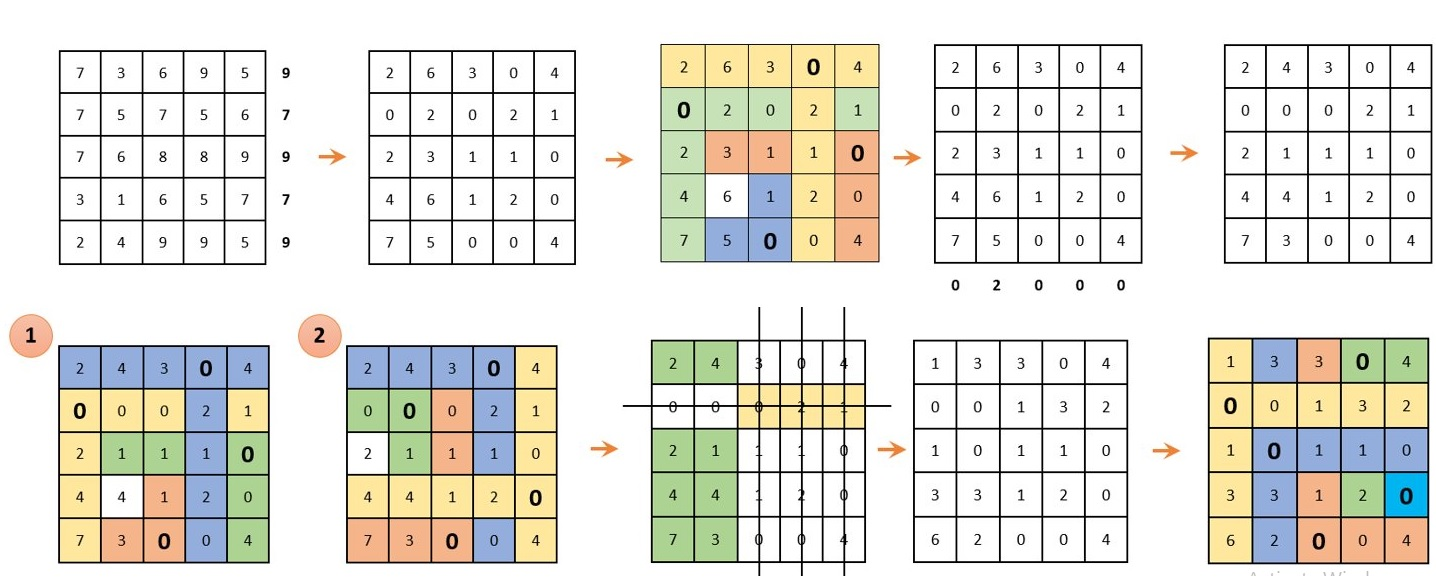 7 3 6 9 5 9
7 5 7 5 6 7
7 6 8 8 9 9
3 1 6 5 7 7
2 4 9 9 5 9
2 6 3 0 4
0 2 0 2 1
2 3 1 1 0
4 6 1 2 0
7 5 0 0 4
2 6 3 0 4
0 2 0 2 1
2 3 1 1 0
4 6 1 2 0
7 5 0 0 4
2 6 3 0 4
0 2 0 2 1
2 3 1 1 0
4 6 1 2 0
7 5 0 0 4
0 2 0 0 0
2 4 3 0 4
0 0 0 2 1
2 1 1 1 0
4 4 1 2 0
7 3 0 0 4
1
2 4 3 0 4
0 0 0 2 1
2 1 1 1 0
4 4 1 2 0
7 3 0 0 4
2
2 4 3 0 4
0 0 0 2 1
2 1 1 1 0
4 4 1 2 0
7 3 0 0 4
2 4 3 0 4
0 0 0 2 1
2 1 1 1 0
4 4 1 2 0
7 3 0 0 4
1 3 3 0 4
0 0 1 3 2
1 0 1 1 0
3 3 1 2 0
6 2 0 0 4
1 3 3 0 4
0 0 1 3 2
1 0 1 1 0
3 3 1 2 0
6 2 0 0 4